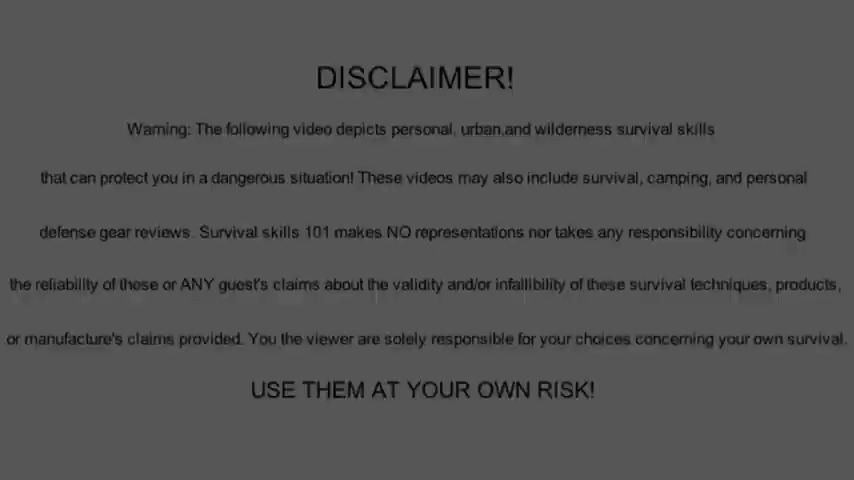 DISCLAIMER!
Warning: The following video depicts personal, urban,and wilderness survival skills
that can protect you in a dangerous situation! These videos may also include survival, camping, and personal
defense gear reviews. Survival skills 101 makes NO representations nor takes any responsibility concerning
the reliability of these or ANY guest's claims about the validity and/or infallibility of these survival techniques, products,
or manufacture's claims provided. You the viewer are solely responsible for your choices concerning your own survival.
USE THEM AT YOUR OWN RISK!